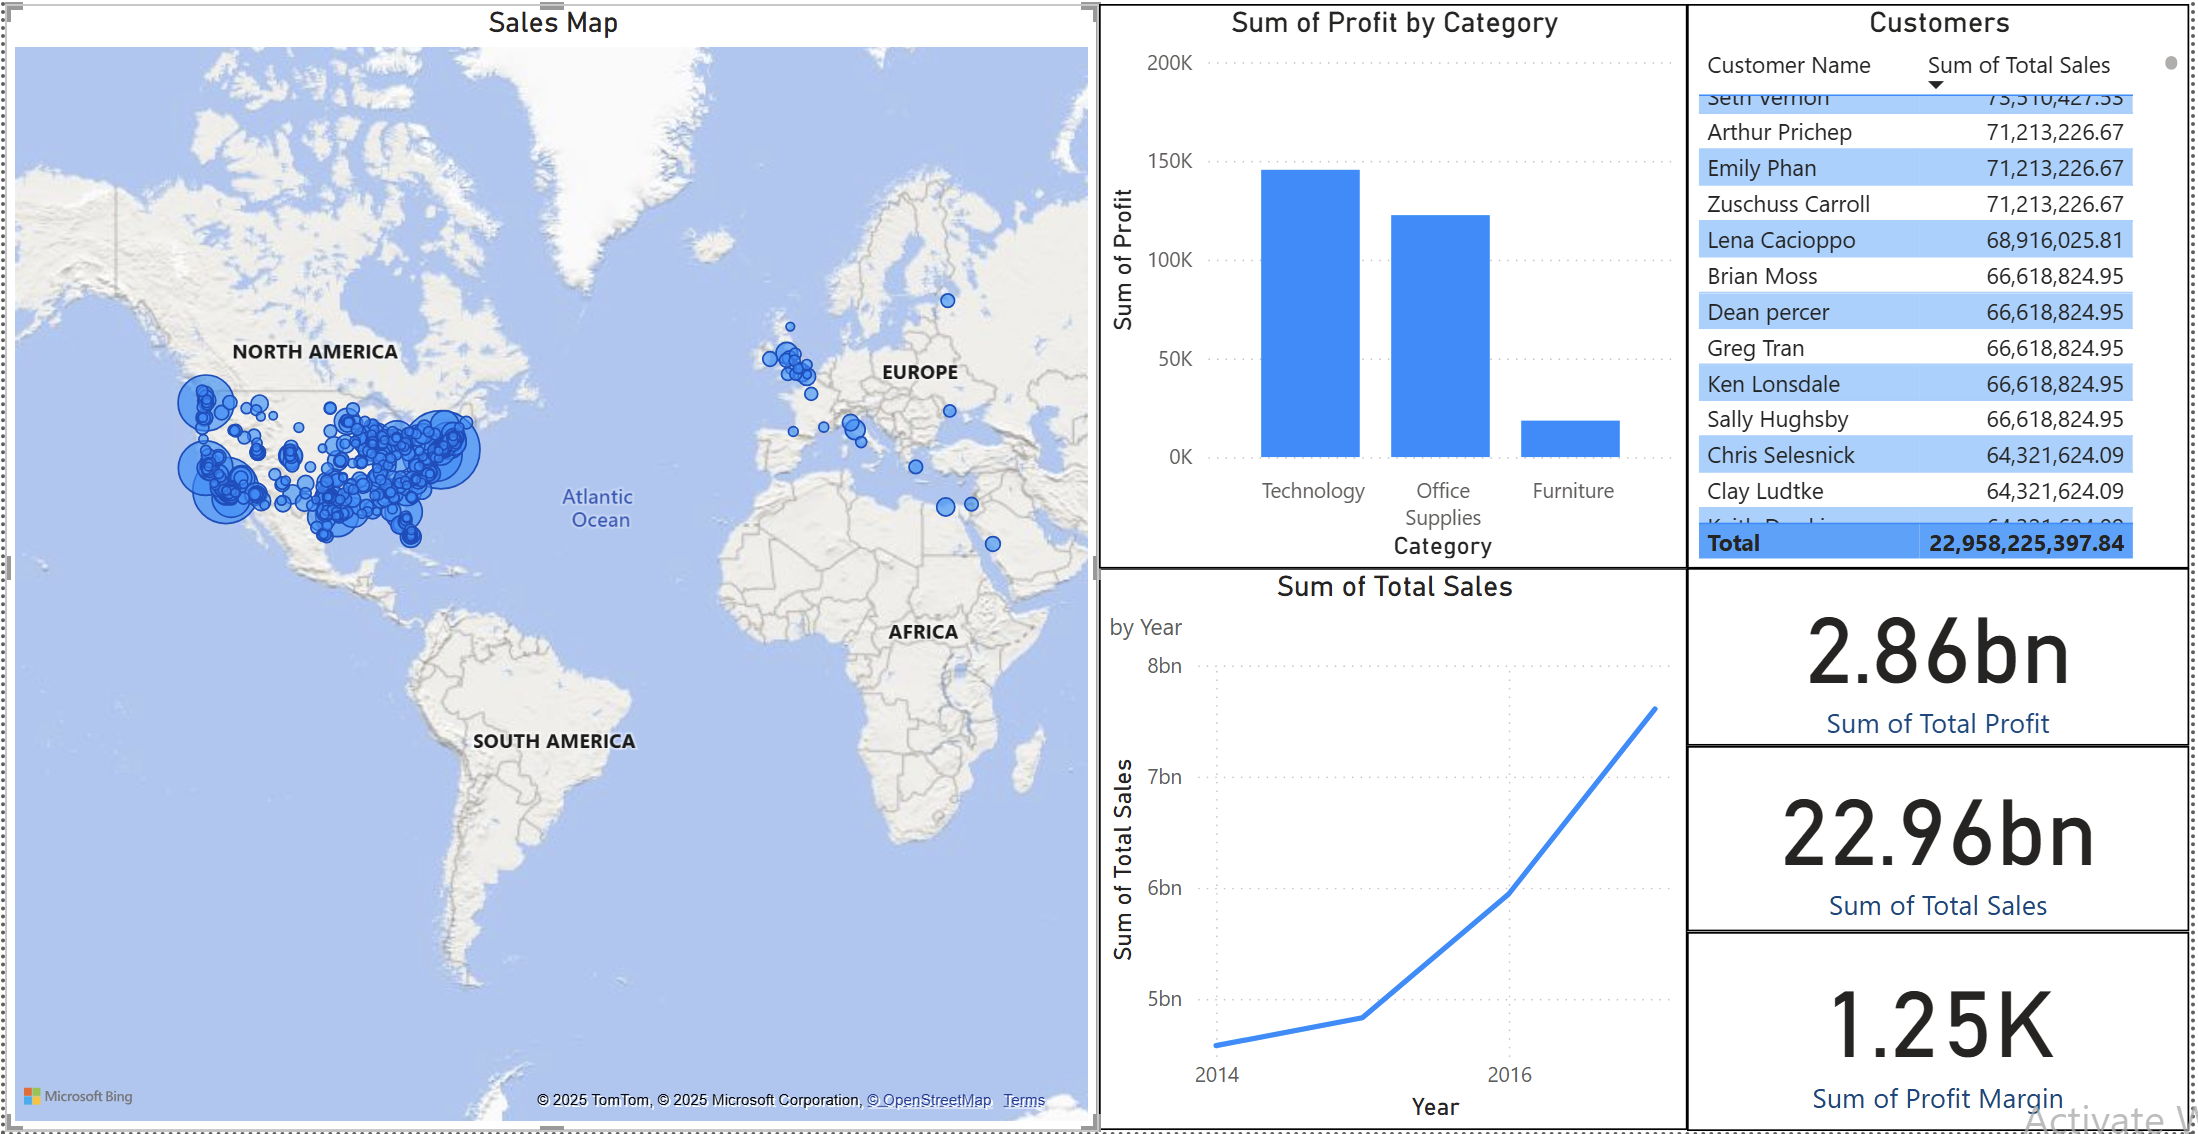 Sales Map
NORTH AMERICA
EUROPE
Atlantic
Ocean
AFRICA
SOUTH AMERICA
Microsoft Bing
© 2025 TomTom, © 2025 Microsoft Corporation, © OpenStreetMap Terms
Sum of Profit by Category
Sum of Profit
200K
150K
100K
50K
0K
Technology
Office
Supplies
Furniture
Category
Customers
Customer Name Sum of Total Sales
Seth Vernon 73,510,427.53
Arthur Prichep 71,213,226.67
Emily Phan 71,213,226.67
Zuschuss Carroll 71,213,226.67
Lena Cacioppo 68,916,025.81
Brian Moss 66,618,824.95
Dean percer 66,618,824.95
Greg Tran 66,618,824.95
Ken Lonsdale 66,618,824.95
Sally Hughsby 66,618,824.95
Chris Selesnick 64,321,624.09
Clay Ludtke 64,321,624.09
Total 22,958,225,397.84
Sum of Total Sales
by Year
Sum of Total Sales
8bn
7bn
6bn
5bn
2014 2016
Year
2.86bn
Sum of Total Profit
22.96bn
Sum of Total Sales
1.25K
Sum of Profit Margin
Activate